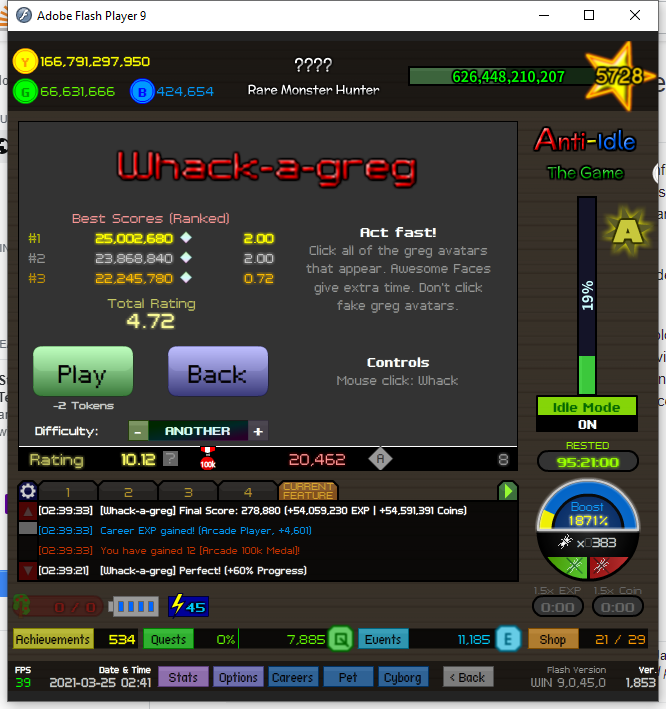 Adobe Flash Player 9
Y 166,791,297,950
G 66,631,666 B 424,654
????
Rare Monster Hunter
626,448,210,207
5728
Anti-Idle
The Game
A
19%
Idle Mode
ON
RESTED
95:21:00
Boost
1871%
x0383
1.5x EXP 1.5x Coin
0:00 0:00
Whack-a-greg
Best Scores (Ranked)
#1 25,002,680 2.00
#2 23,868,840 2.00
#3 22,245,780 0.72
Total Rating
4.72
Act fast!
Click all of the greg avatars
that appear. Awesome Faces
give extra time. Don't click
fake greg avatars.
Controls
Mouse click: Whack
Play Back
-2 Tokens
Difficulty: - ANOTHER +
Rating 10.12 ? 100k 20,462 A 8
1 2 3 4 CURRENT
FEATURE
[02:39:33] [Whack-a-greg] Final Score: 278,880 (+54,059,230 EXP | +54,591,391 Coins)
[02:39:33] Career EXP gained! (Arcade Player, +4,601)
[02:39:33] You have gained 12 [Arcade 100k Medal]!
[02:39:21] [Whack-a-greg] Perfect! (+60% Progress)
0 / 0 45
Achievements 534 Quests 0% 7,885 Q Events 11,185 E Shop 21 / 29
FPS
39
Date & Time
2021-03-25 02:41
Stats Options Careers Pet Cyborg < Back
Flash Version
WIN 9,0,45,0
Ver.
1,853